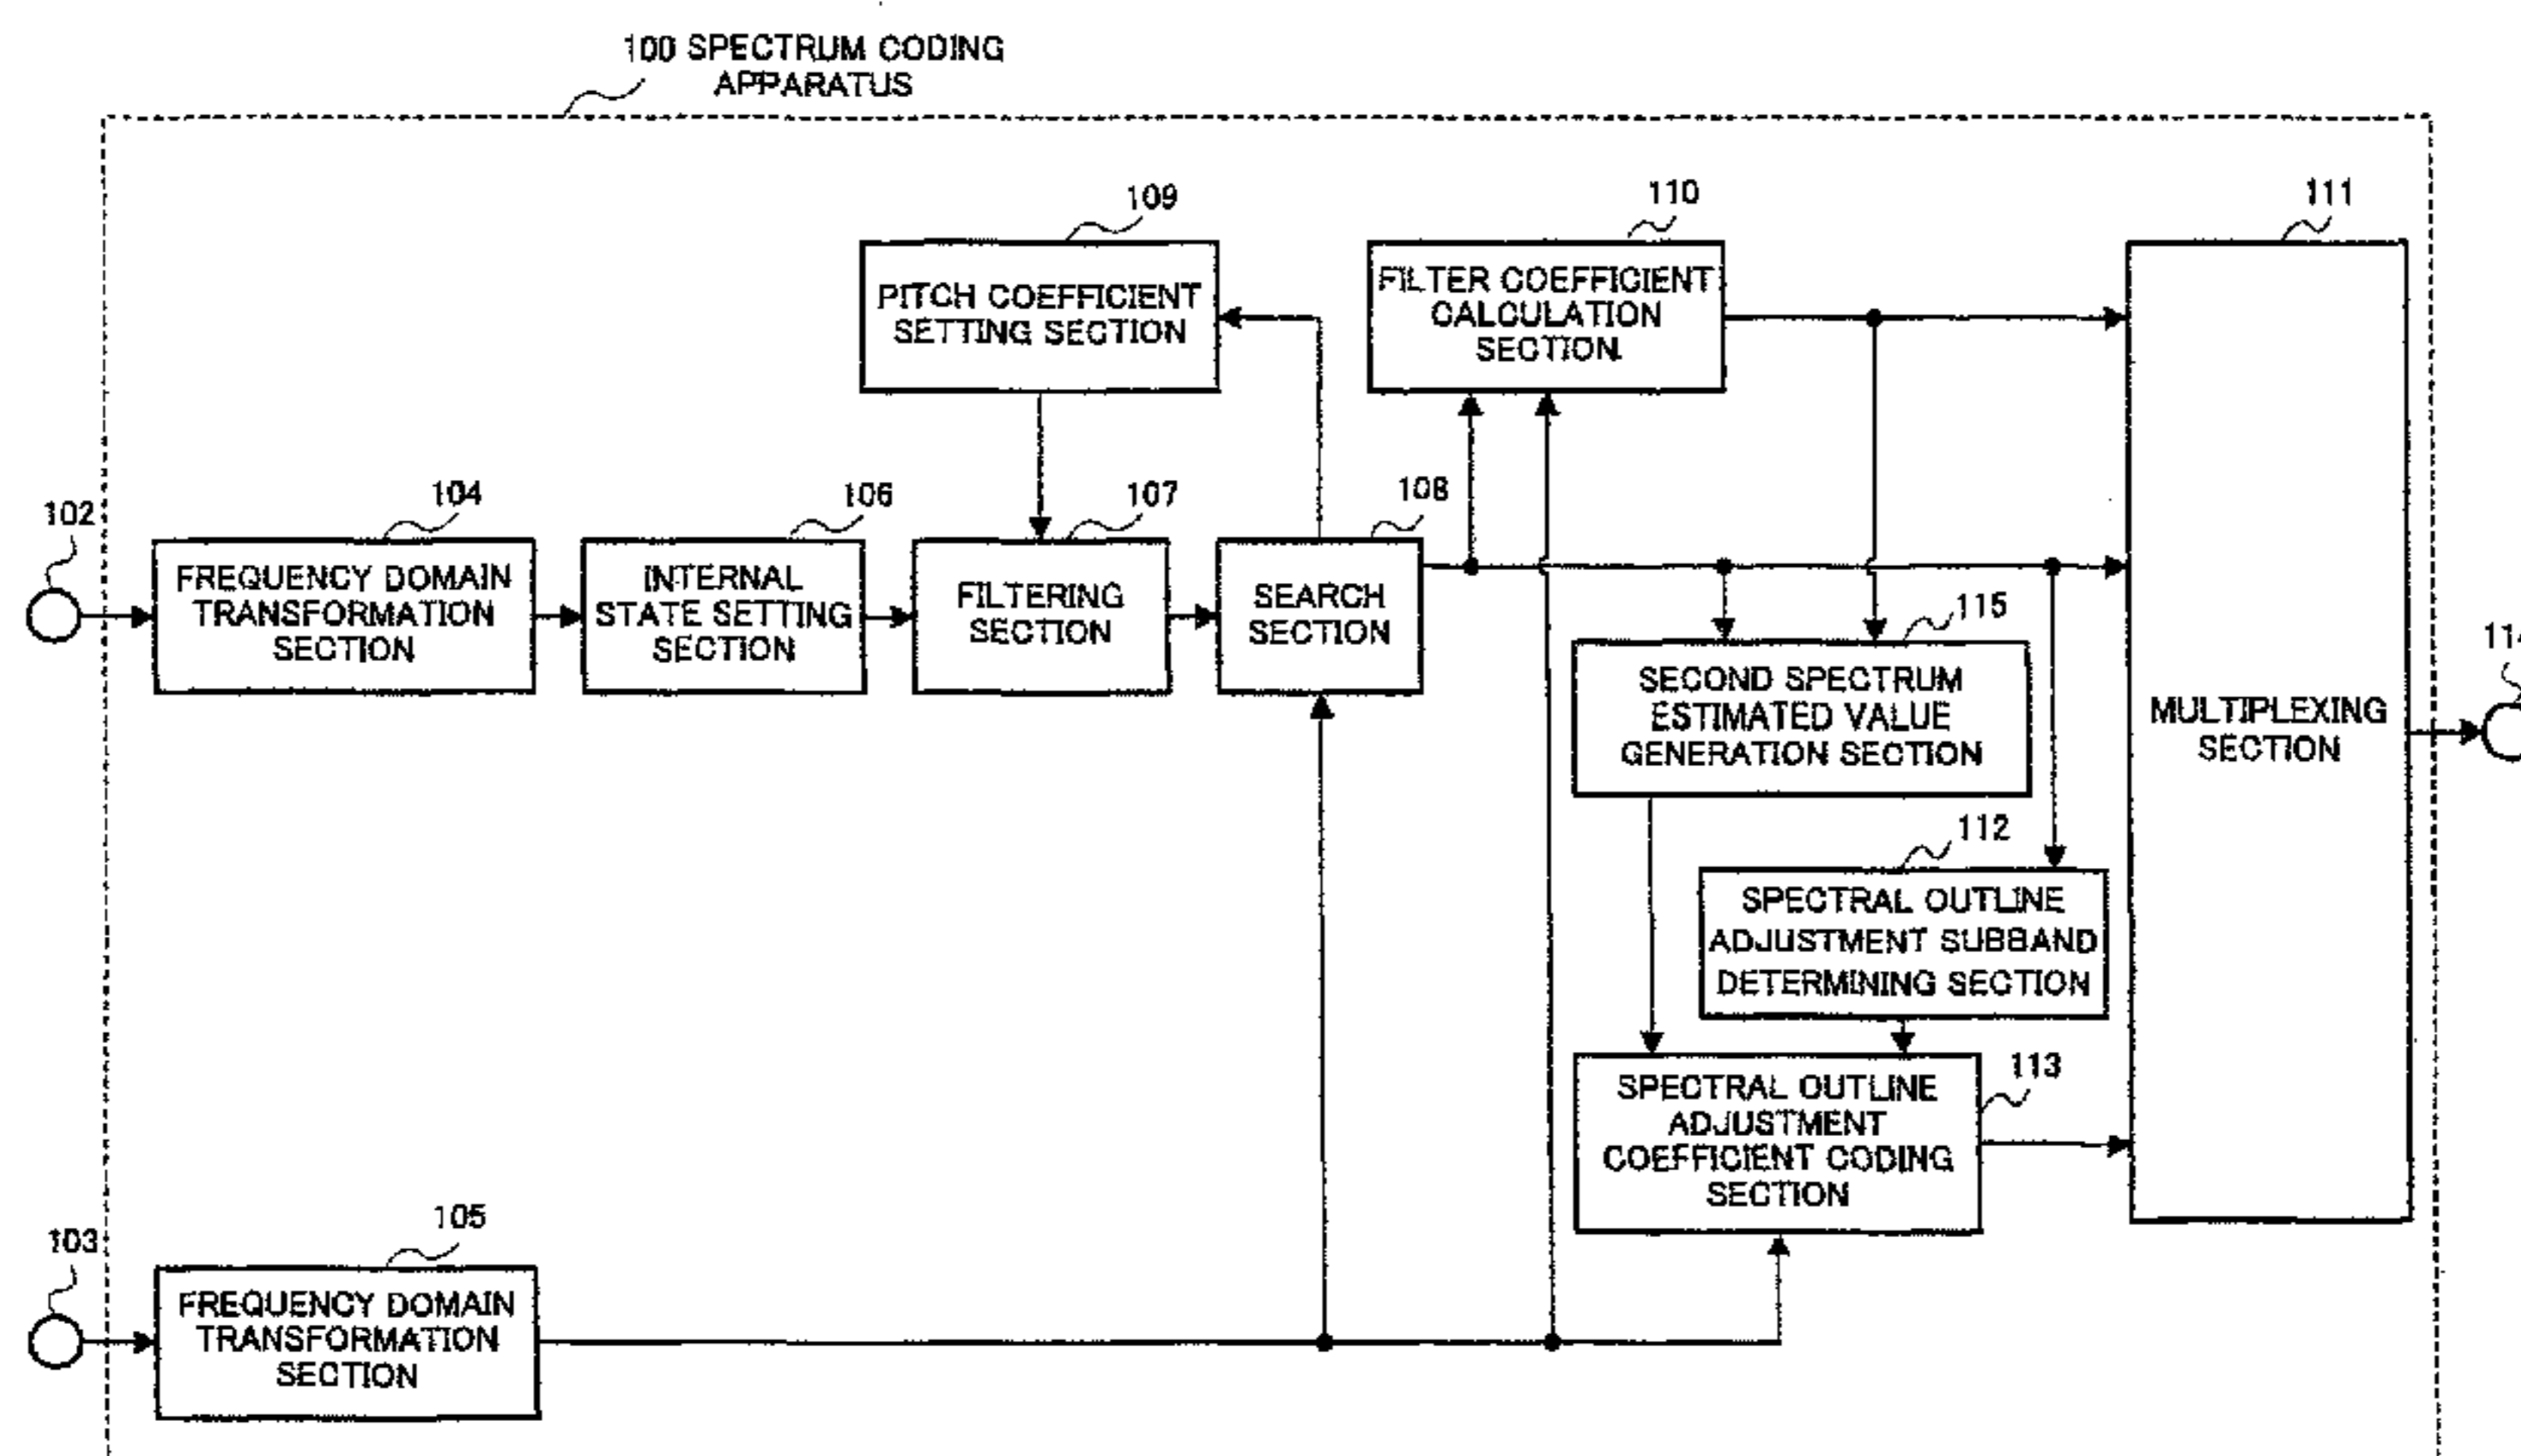 100 SPECTRUM CODING
APPARATUS
109
110
111
PITCH COEFFICIENT
SETTING SECTION
FILTER COEFFICIENT
CALCULATION
SECTION
102
104
106
107
108
FREQUENCY DOMAIN
TRANSFORMATION
SECTION
INTERNAL
STATE SETTING
SECTION
FILTERING
SECTION
SEARCH
SECTION
115
SECOND SPECTRUM
ESTIMATED VALUE
GENERATION SECTION
MULTIPLEXING
SECTION
114
112
SPECTRAL OUTLINE
ADJUSTMENT SUBBAND
DETERMINING SECTION
113
SPECTRAL OUTLINE
ADJUSTMENT
COEFFICIENT CODING
SECTION
103
105
FREQUENCY DOMAIN
TRANSFORMATION
SECTION